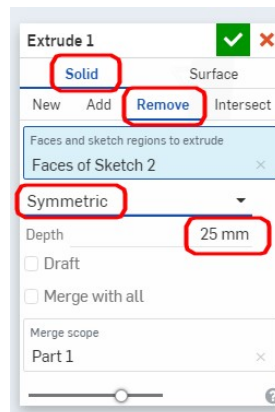 Extrude 1
Solid Surface
New Add Remove Intersect
Faces and sketch regions to extrude
Faces of Sketch 2
Symmetric
Depth 25 mm
Draft
Merge with all
Merge scope
Part 1